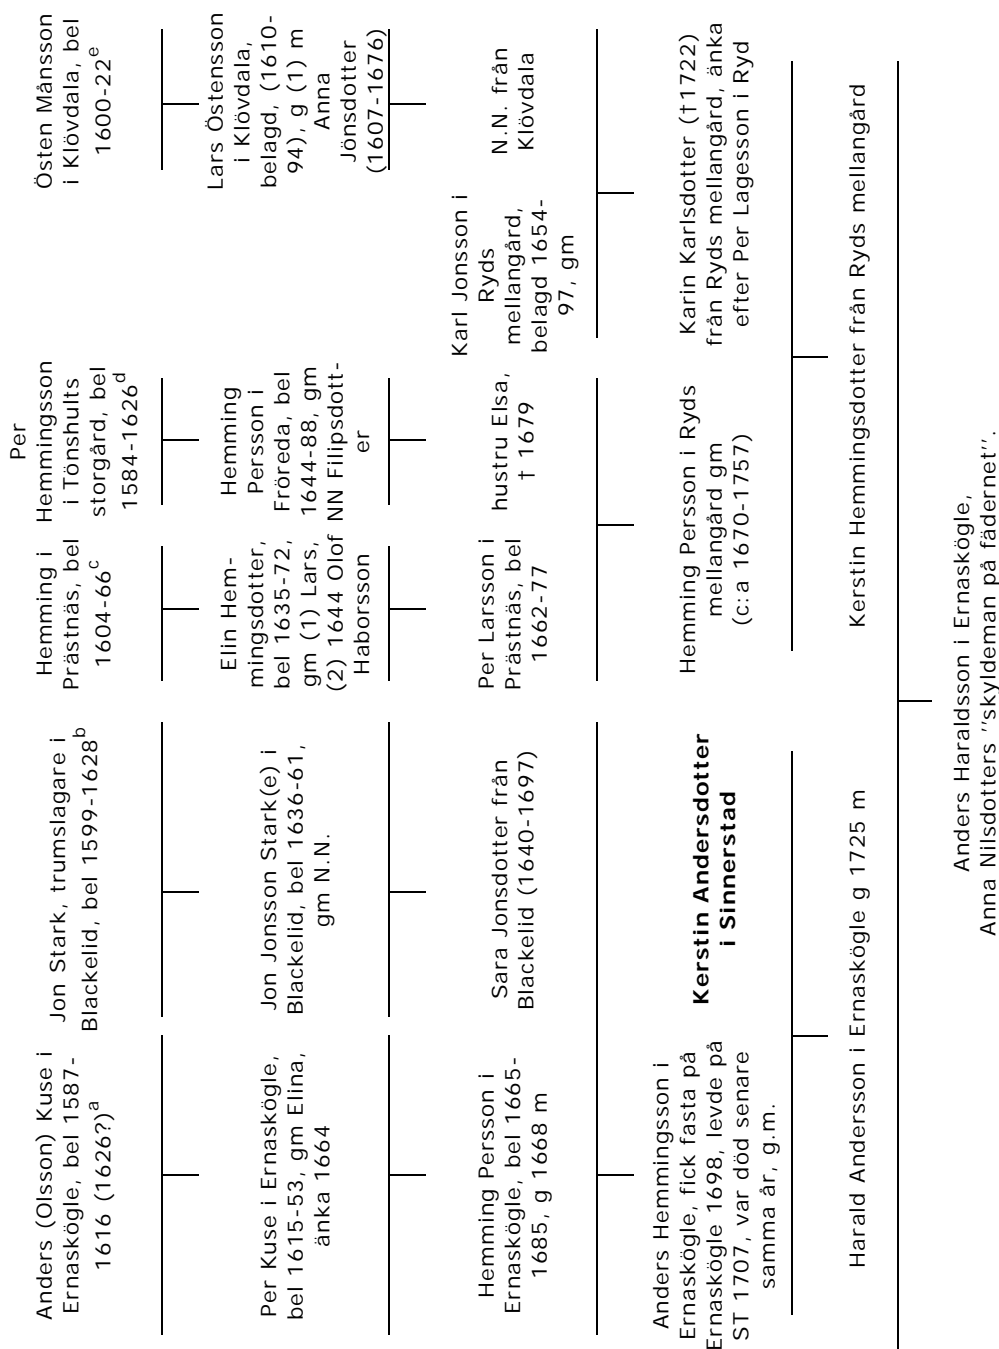 Anders (Olsson) Kuse i
Ernaskögle, bel 1587-
1616 (1626?)a
Jon Stark, trumslagare i
Blackelid, bel 1599-1628b
Hemming i
Prästnäs, bel
1604-66c
Per
Hemmingsson
i Tönshults
storgård, bel
1584-1626d
Östen Månsson
i Klövdala, bel
1600-22e
Per Kuse i Ernaskögle,
bel 1615-53, gm Elina,
änka 1664
Jon Jonsson Stark(e) i
Blackelid, bel 1636-61,
gm N.N.
Elin Hem-
mingsdotter,
bel 1635-72,
gm (1) Lars,
(2) 1644 Olof
Haborsson
Hemming
Persson i
Fröreda, bel
1644-88, gm
NN Filipsdott-
er
Lars Östensson
i Klövdala,
belagd, (1610-
94), g (1) m
Anna
Jönsdotter
(1607-1676)
Hemming Persson i
Ernaskögle, bel 1665-
1685, g 1668 m
Sara Jonsdotter från
Blackelid (1640-1697)
Per Larsson i
Prästnäs, bel
1662-77
hustru Elsa,
† 1679
Karl Jonsson i
Ryds
mellangård,
belagd 1654-
97, gm
N.N. från
Klövdala
Anders Hemmingsson i
Ernaskögle, fick fasta på
Ernaskögle 1698, levde på
ST 1707, var död senare
samma år, g.m.
Kerstin Andersdotter
i Sinnerstad
Hemming Persson i Ryds
mellangård gm
(c:a 1670-1757)
Karin Karlsdotter (†1722)
från Ryds mellangård, änka
efter Per Lagesson i Ryd
Harald Andersson i Ernaskögle g 1725 m
Kerstin Hemmingsdotter från Ryds mellangård
Anders Haraldsson i Ernaskögle,
Anna Nilsdotters ''skyldeman på fädernet''.